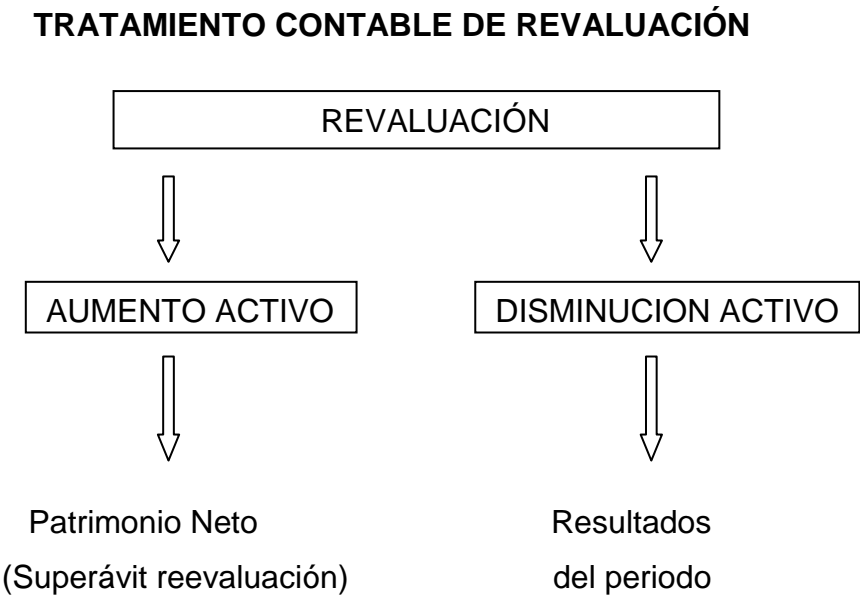 TRATAMIENTO CONTABLE DE REVALUACIÓN
REVALUACIÓN
AUMENTO ACTIVO
DISMINUCION ACTIVO
Patrimonio Neto
(Superávit reevaluación)
Resultados
del periodo